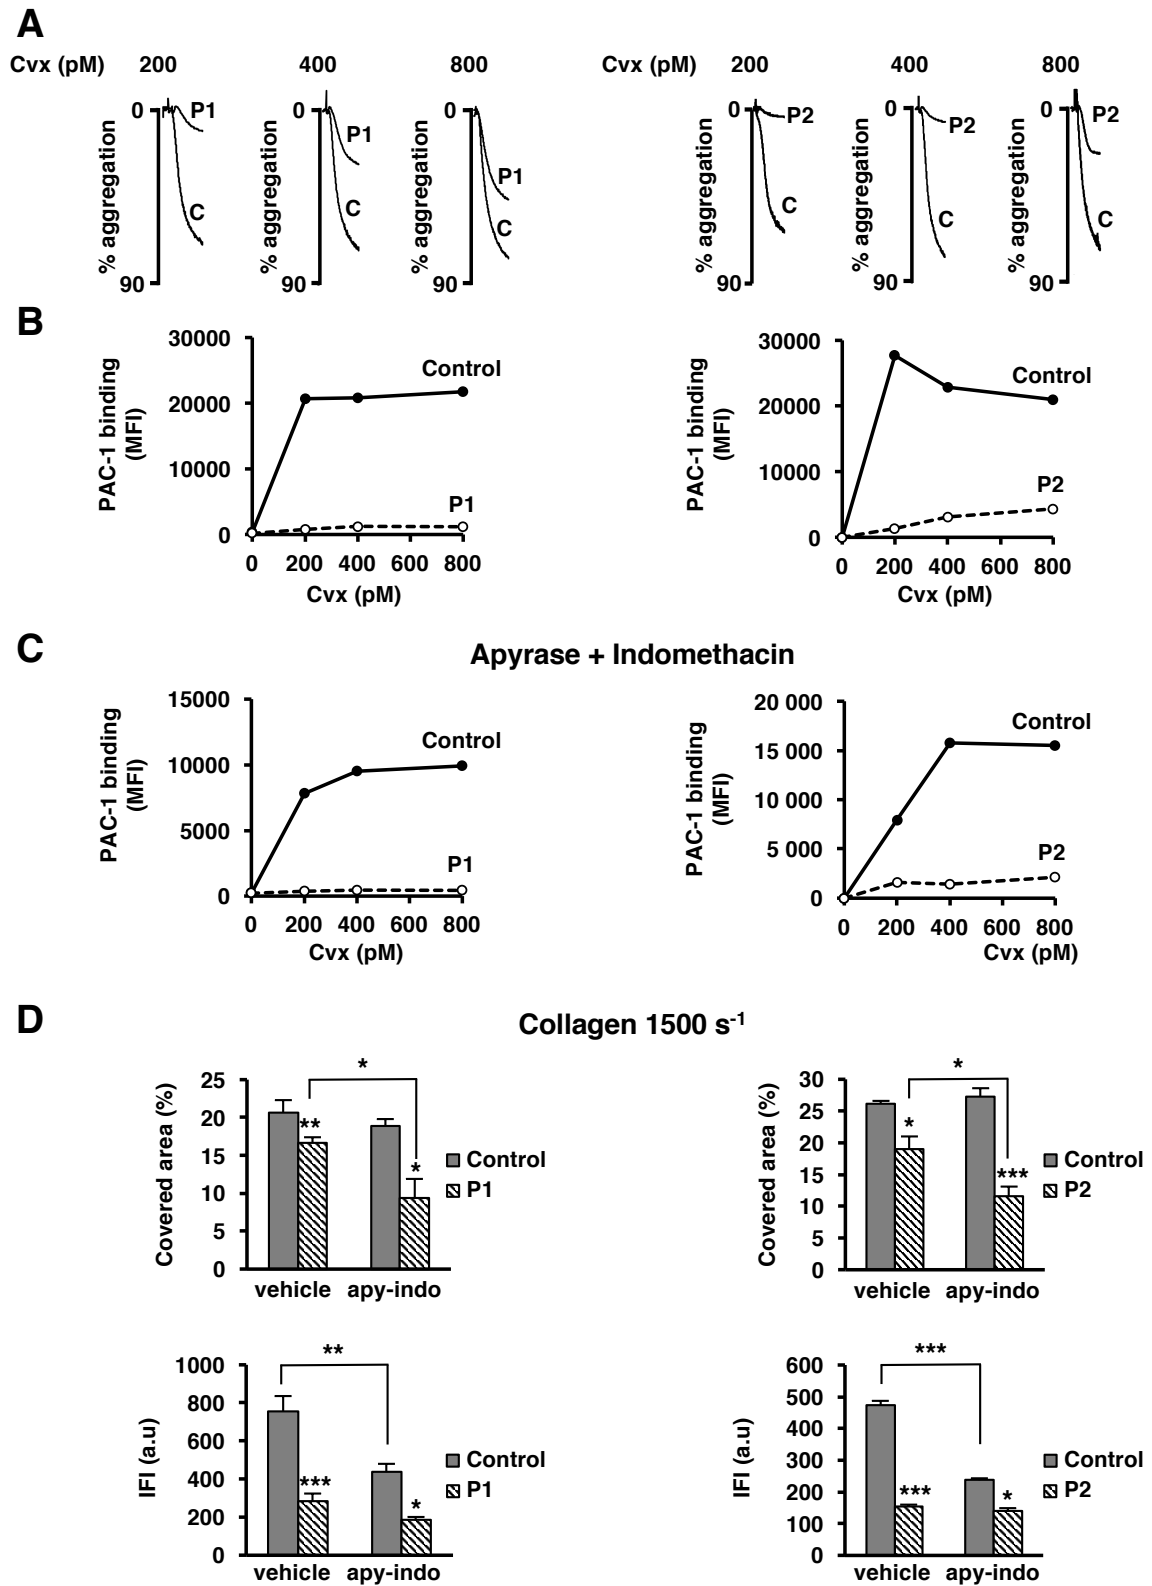 A
Cvx (pM) 200 400 800 Cvx (pM) 200 400 800
0 P1 0 P1 0 P1 0 P2 0 P2 0 P2
% aggregation C % aggregation C % aggregation C % aggregation C % aggregation C % aggregation C
90 90 90 90 90 90
B
PAC-1 binding
(MFI)
30000
20000
10000
0
Control
P1
0 200 400 600 800
Cvx (pM)
PAC-1 binding
(MFI)
30000
20000
10000
0
Control
P2
0 200 400 600 800
Cvx (pM)
C
Apyrase + Indomethacin
PAC-1 binding
(MFI)
15000
10000
5000
0
Control
P1
0 200 400 600 800
Cvx (pM)
PAC-1 binding
(MFI)
20 000
15 000
10 000
5 000
0
Control
P2
0 200 400 600 800
Cvx (pM)
D
Collagen 1500 s⁻¹
Covered area (%)
25
20
15
10
5
0
*
**
*
Control
P1
vehicle apy-indo
Covered area (%)
30
25
20
15
10
5
0
*
*
***
Control
P2
vehicle apy-indo
IFI (a.u)
1000
800
600
400
200
0
**
***
*
Control
P1
vehicle apy-indo
IFI (a.u)
600
500
400
300
200
100
0
***
***
*
Control
P2
vehicle apy-indo